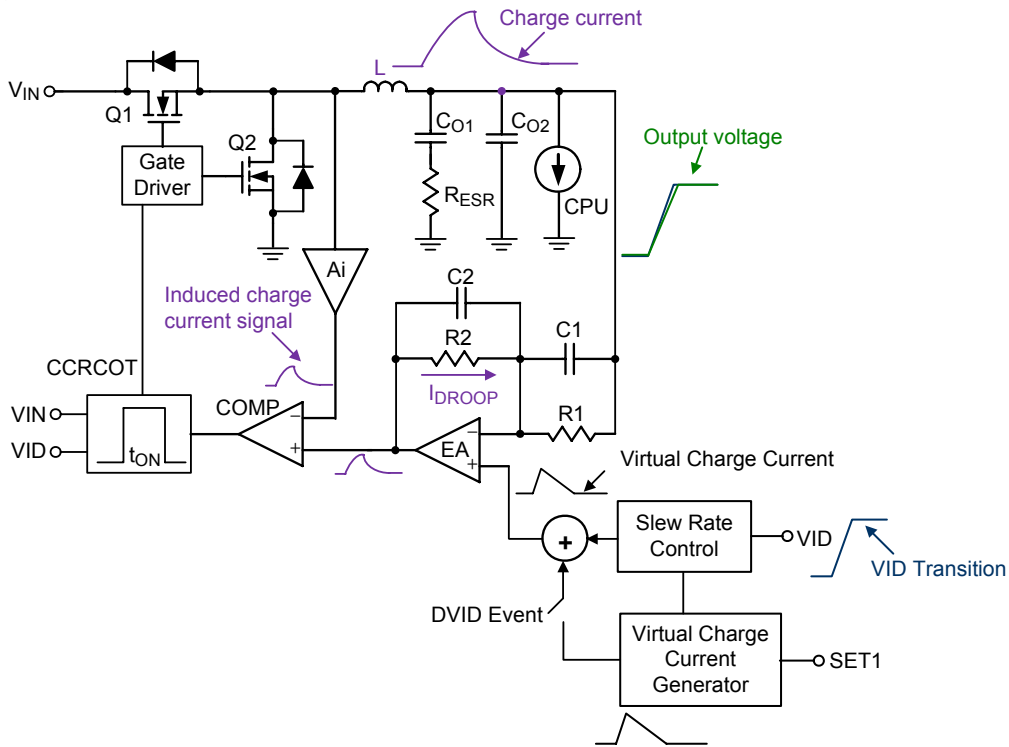 Charge current
L
VIN
Q1
Q2
CO1
CO2
Output voltage
Gate
Driver
RESR
CPU
Ai
C2
Induced charge
current signal
R2
C1
CCRCOT
IDROOP
COMP
R1
VIN
−
−
EA
VID
tON
+
+
Virtual Charge Current
+
Slew Rate
Control
VID
VID Transition
DVID Event
Virtual Charge
Current
Generator
SET1